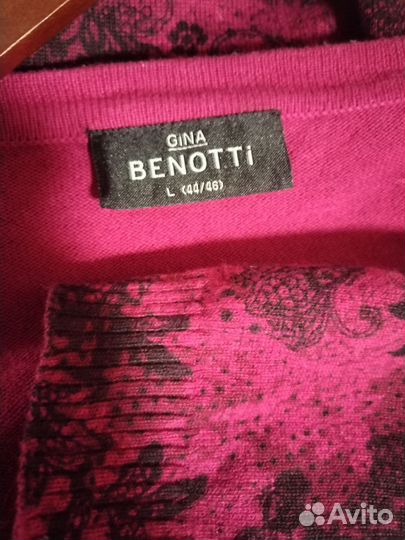 GiNA
BENOTTi
L (44/46)
Avito